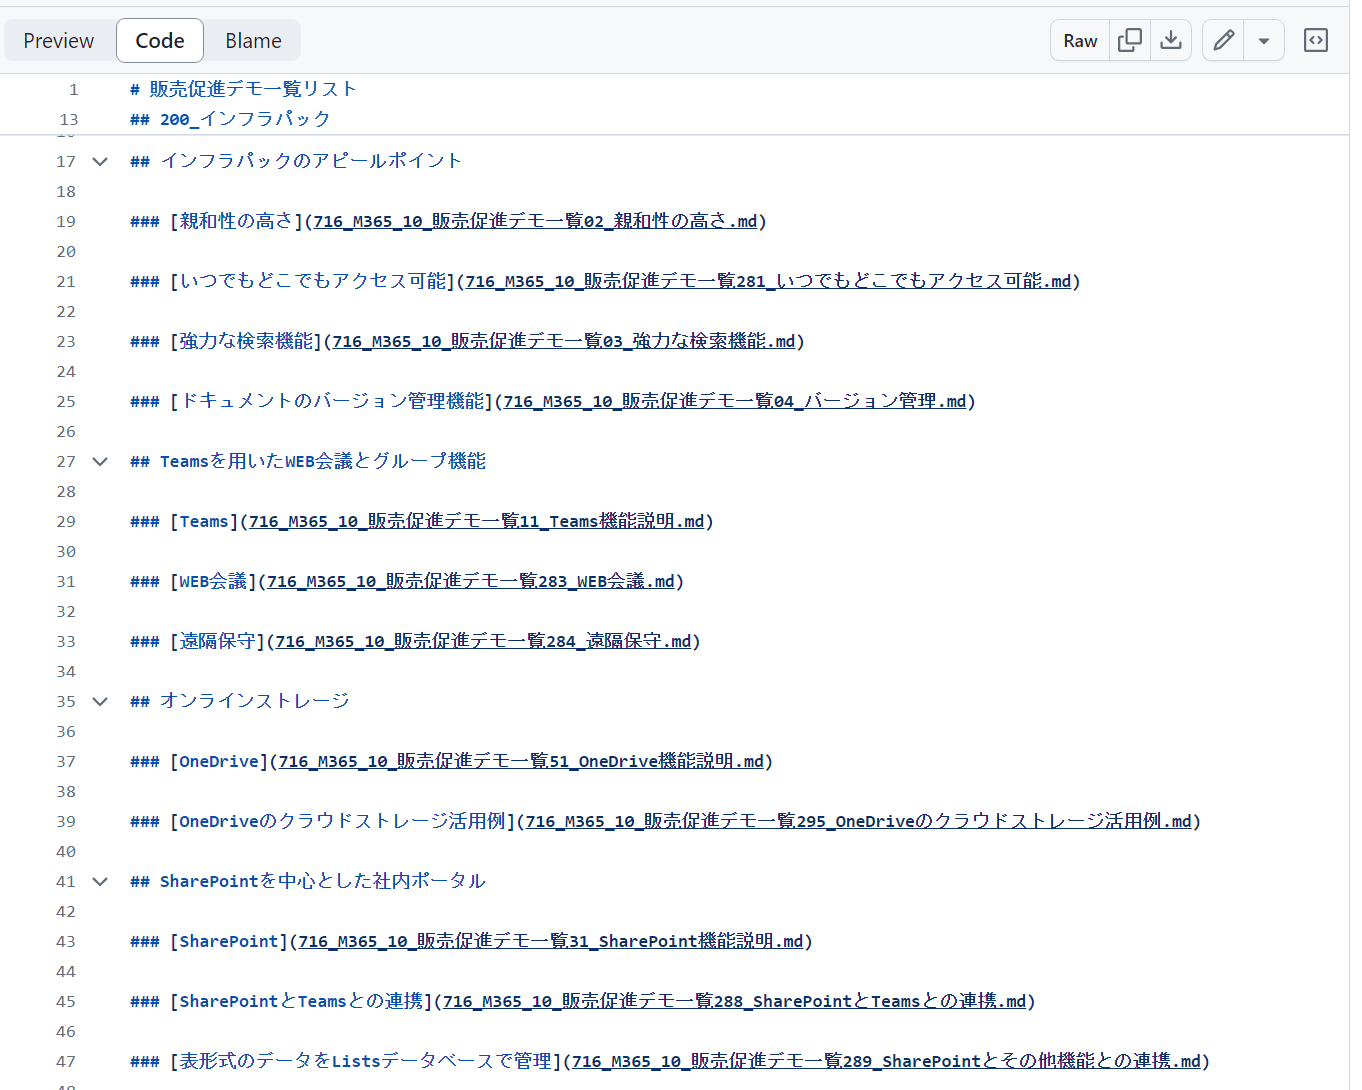 Preview Code Blame Raw
1 # 販売促進デモ一覧リスト
13 ## 200_インフラパック
17 ## インフラパックのアピールポイント
18
19 ### [親和性の高さ](716_M365_10_販売促進デモ一覧02_親和性の高さ.md)
20
21 ### [いつでもどこでもアクセス可能](716_M365_10_販売促進デモ一覧281_いつでもどこでもアクセス可能.md)
22
23 ### [強力な検索機能](716_M365_10_販売促進デモ一覧03_強力な検索機能.md)
24
25 ### [ドキュメントのバージョン管理機能](716_M365_10_販売促進デモ一覧04_バージョン管理.md)
26
27 ## Teamsを用いたWEB会議とグループ機能
28
29 ### [Teams](716_M365_10_販売促進デモ一覧11_Teams機能説明.md)
30
31 ### [WEB会議](716_M365_10_販売促進デモ一覧283_WEB会議.md)
32
33 ### [遠隔保守](716_M365_10_販売促進デモ一覧284_遠隔保守.md)
34
35 ## オンラインストレージ
36
37 ### [OneDrive](716_M365_10_販売促進デモ一覧51_OneDrive機能説明.md)
38
39 ### [OneDriveのクラウドストレージ活用例](716_M365_10_販売促進デモ一覧295_OneDriveのクラウドストレージ活用例.md)
40
41 ## SharePointを中心とした社内ポータル
42
43 ### [SharePoint](716_M365_10_販売促進デモ一覧31_SharePoint機能説明.md)
44
45 ### [SharePointとTeamsとの連携](716_M365_10_販売促進デモ一覧288_SharePointとTeamsとの連携.md)
46
47 ### [表形式のデータをListsデータベースで管理](716_M365_10_販売促進デモ一覧289_SharePointとその他機能との連携.md)